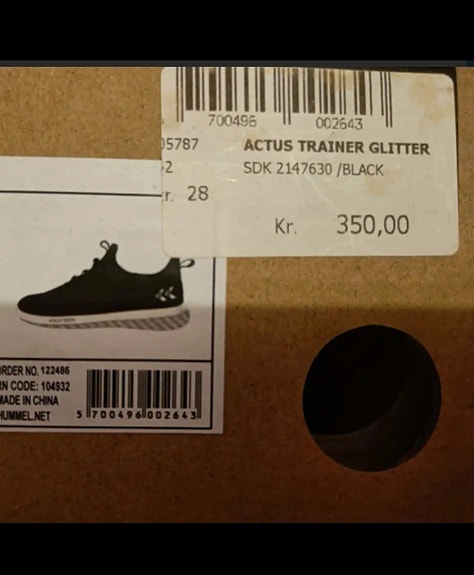 700496 002643
05787 ACTUS TRAINER GLITTER
-2 SDK 2147630 /BLACK
r. 28
Kr. 350,00
ORDER NO. 122486
RN CODE: 104932
MADE IN CHINA
HUMMEL.NET
5 700496 002643